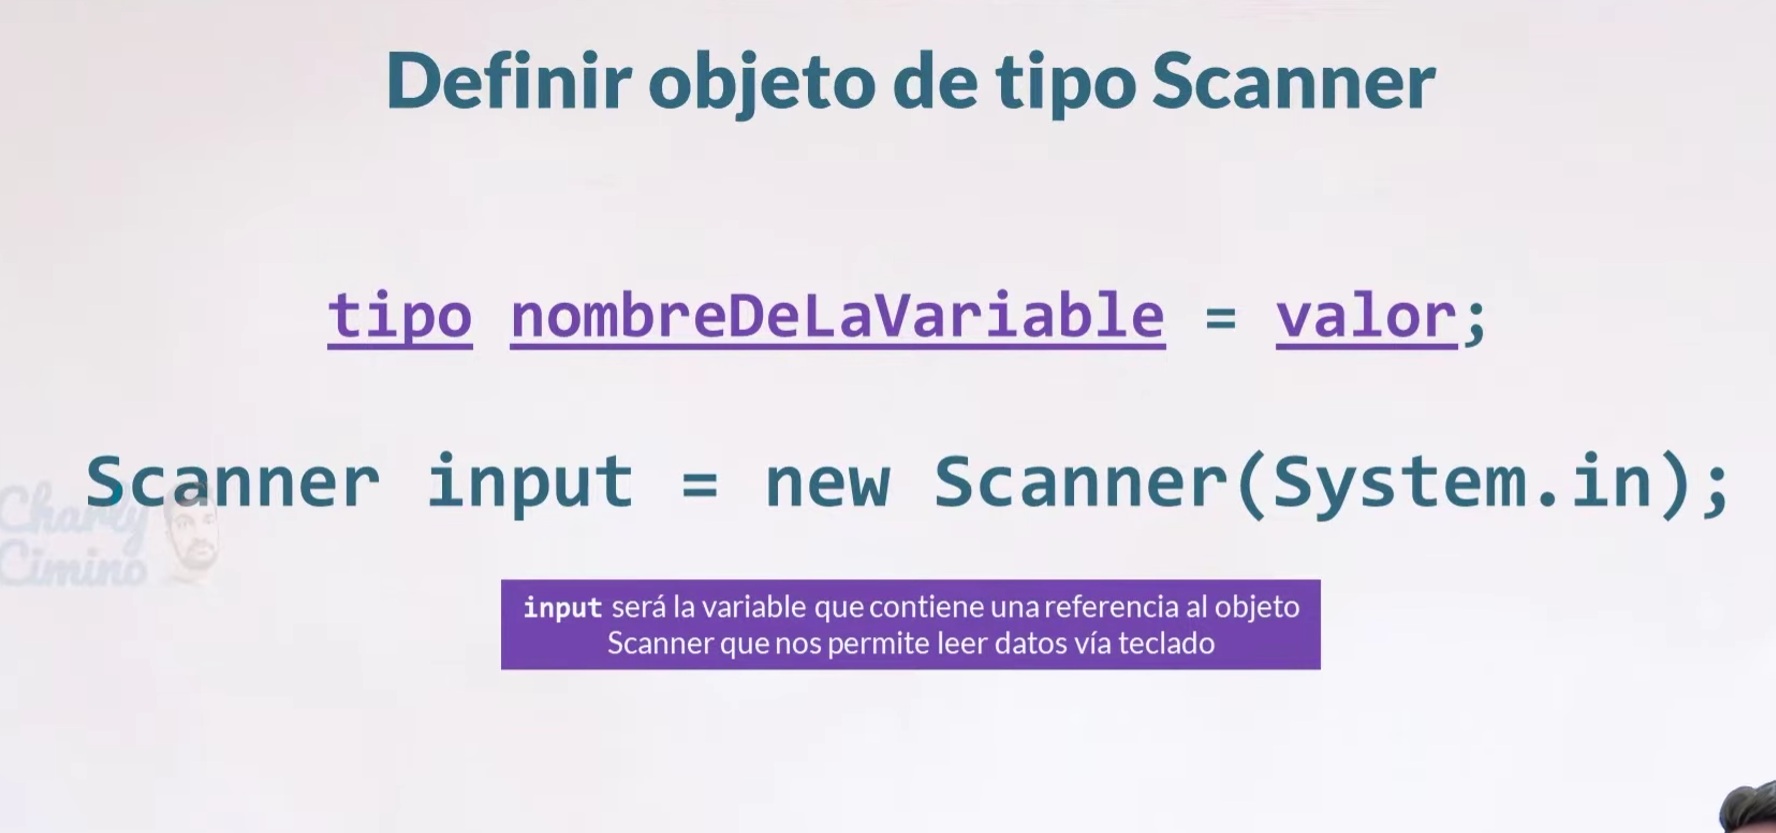 Definir objeto de tipo Scanner
tipo nombreDeLaVariable = valor;
Scanner input = new Scanner(System.in);
Charly
Cimino
input será la variable que contiene una referencia al objeto
Scanner que nos permite leer datos vía teclado